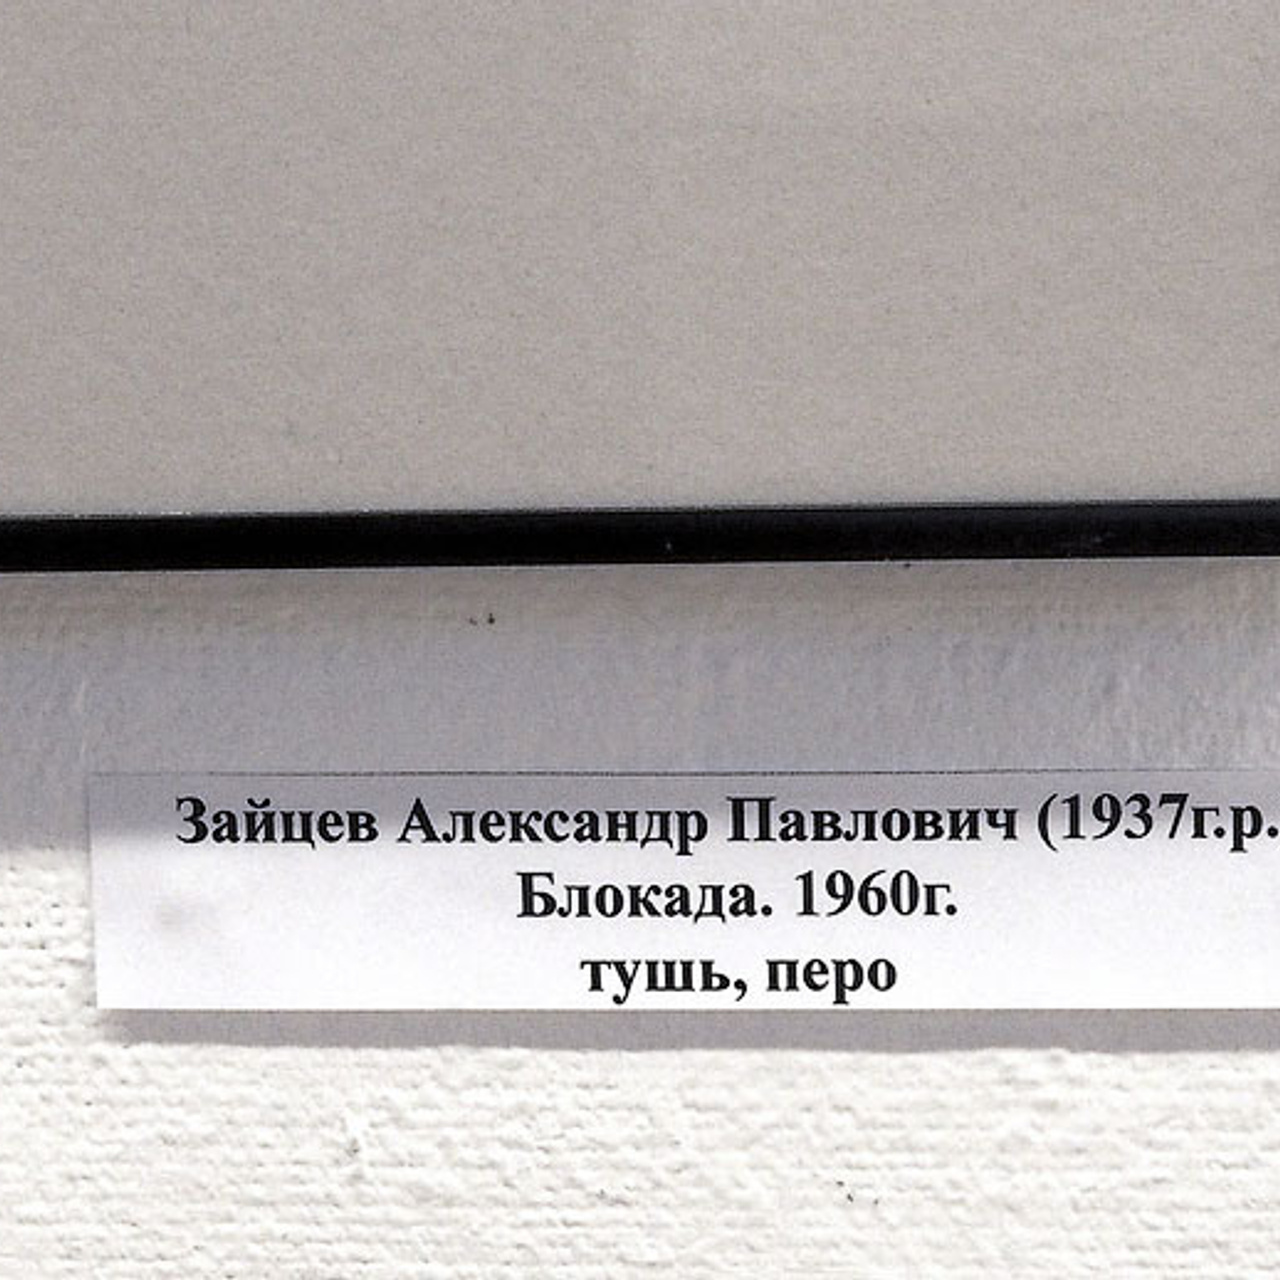 Зайцев Александр Павлович (1937г.р.
Блокада. 1960г.
тушь, перо